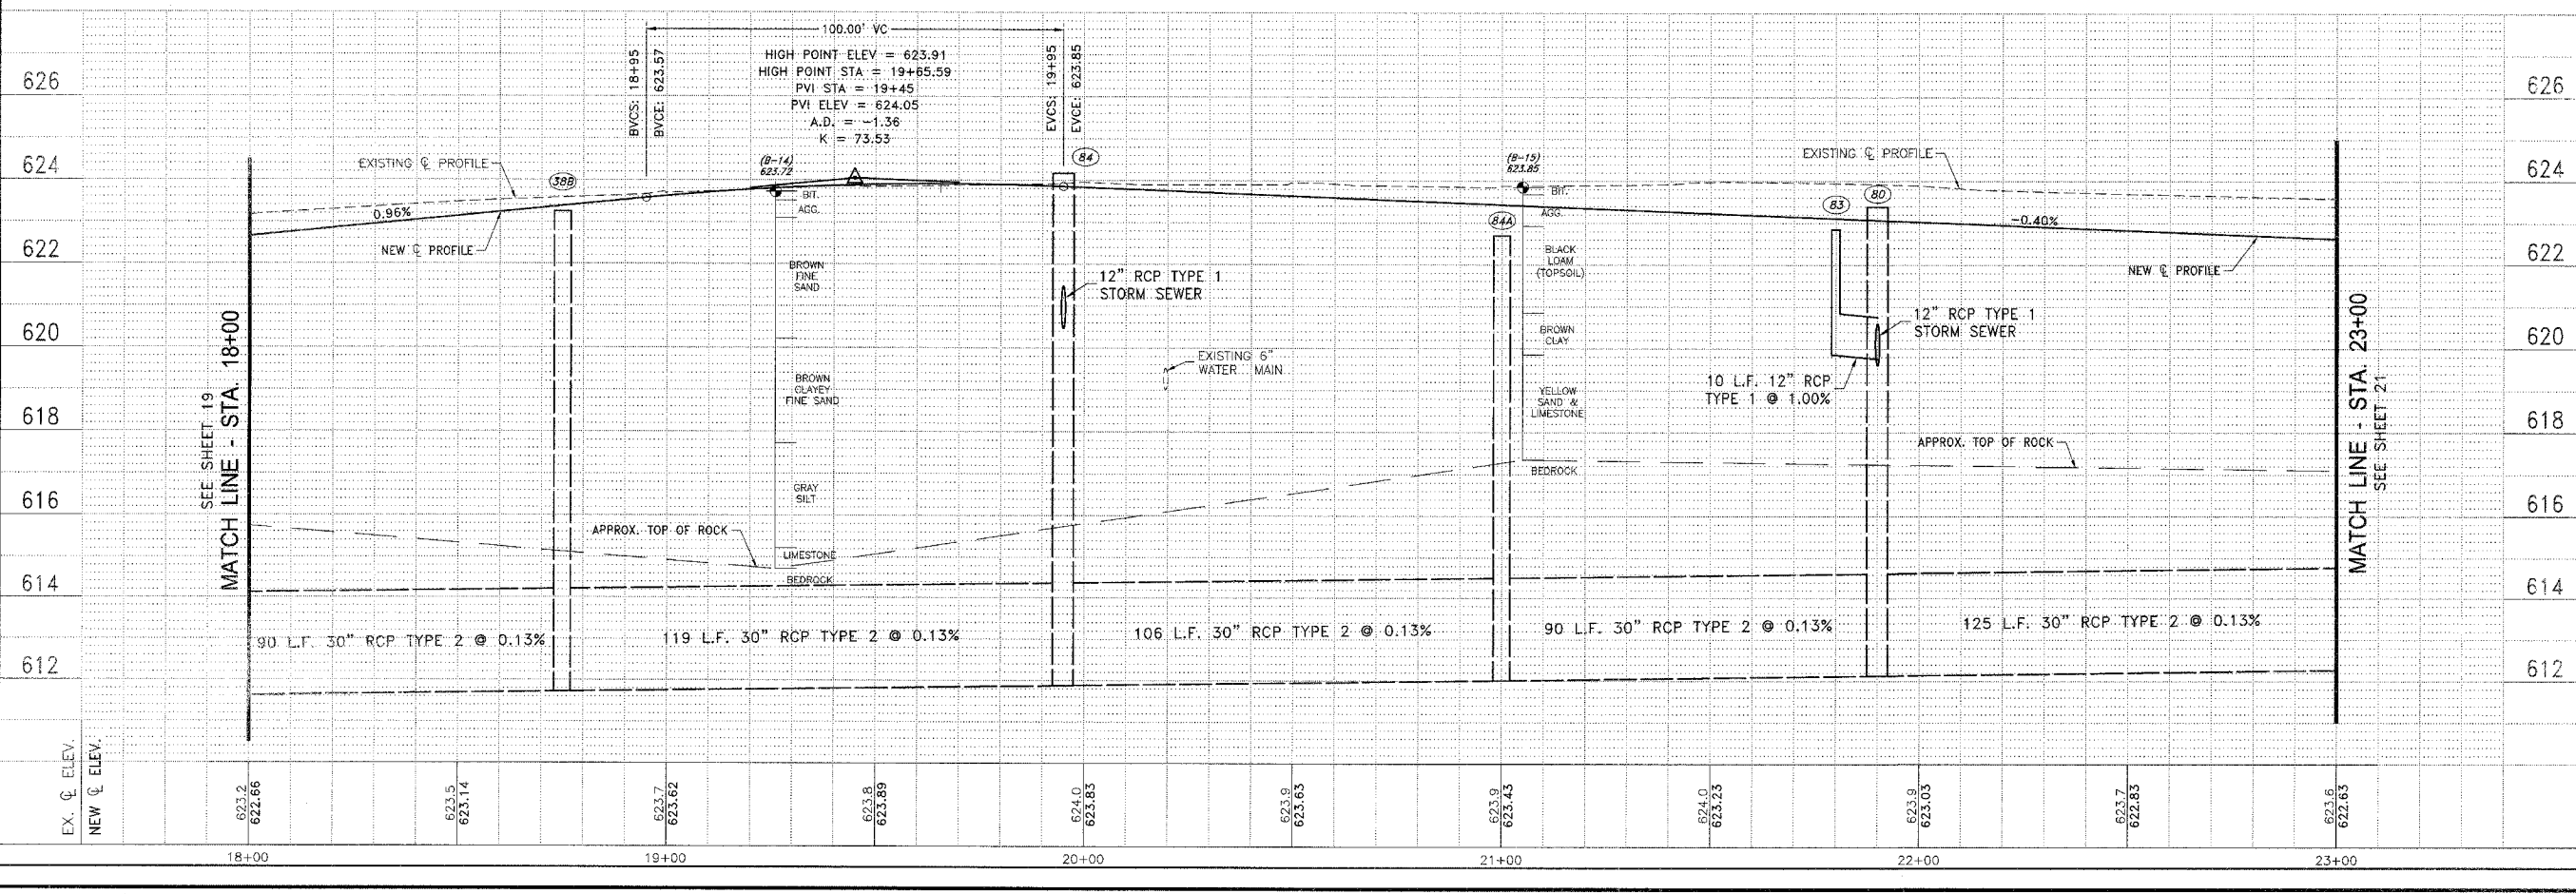 100.00' VC
HIGH POINT ELEV = 623.91
HIGH POINT STA = 19+65.59
PVI STA = 19+45
PVI ELEV = 624.05
A.D. = -1.36
K = 73.53
BVCS: 18+95
BVCE: 623.57
EVCS: 19+95
EVCE: 623.85
626
624
622
620
618
616
614
612
626
624
622
620
618
616
614
612
SEE SHEET 19
MATCH LINE - STA. 18+00
EXISTING ℄ PROFILE
0.96%
NEW ℄ PROFILE
38B
(B-14)
623.72
BIT.
AGG.
BROWN
FINE
SAND
BROWN
CLAYEY
FINE SAND
GRAY
SILT
LIMESTONE
BEDROCK
APPROX. TOP OF ROCK
84
12" RCP TYPE 1
STORM SEWER
EXISTING 6"
WATER MAIN
84A
(B-15)
623.85
BIT.
AGG.
BLACK
LOAM
(TOPSOIL)
BROWN
CLAY
YELLOW
SAND &
LIMESTONE
BEDROCK
83
80
EXISTING ℄ PROFILE
-0.40%
NEW ℄ PROFILE
12" RCP TYPE 1
STORM SEWER
10 L.F. 12" RCP
TYPE 1 @ 1.00%
APPROX. TOP OF ROCK
MATCH LINE - STA. 23+00
SEE SHEET 21
90 L.F. 30" RCP TYPE 2 @ 0.13%
119 L.F. 30" RCP TYPE 2 @ 0.13%
106 L.F. 30" RCP TYPE 2 @ 0.13%
90 L.F. 30" RCP TYPE 2 @ 0.13%
125 L.F. 30" RCP TYPE 2 @ 0.13%
EX. ℄ ELEV.
NEW ℄ ELEV.
623.2
622.66
623.5
623.14
623.7
623.62
623.8
623.89
624.0
623.83
623.9
623.63
623.9
623.43
624.0
623.23
623.9
623.03
623.7
622.83
623.6
622.63
18+00
19+00
20+00
21+00
22+00
23+00